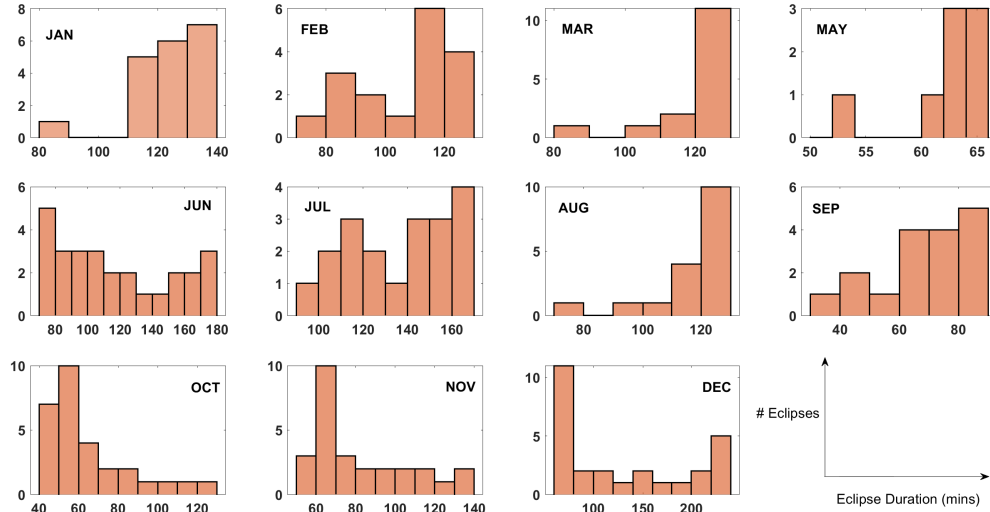 8
6
4
2
0
JAN
80 100 120 140
6
4
2
0
FEB
80 100 120
10
5
0
MAR
80 100 120
3
2
1
0
MAY
50 55 60 65
6
4
2
0
JUN
80 100 120 140 160 180
4
3
2
1
0
JUL
100 120 140 160
10
5
0
AUG
80 100 120
6
4
2
0
SEP
40 60 80
10
5
0
OCT
40 60 80 100 120
10
5
0
NOV
60 80 100 120 140
10
5
0
DEC
100 150 200
# Eclipses
Eclipse Duration (mins)